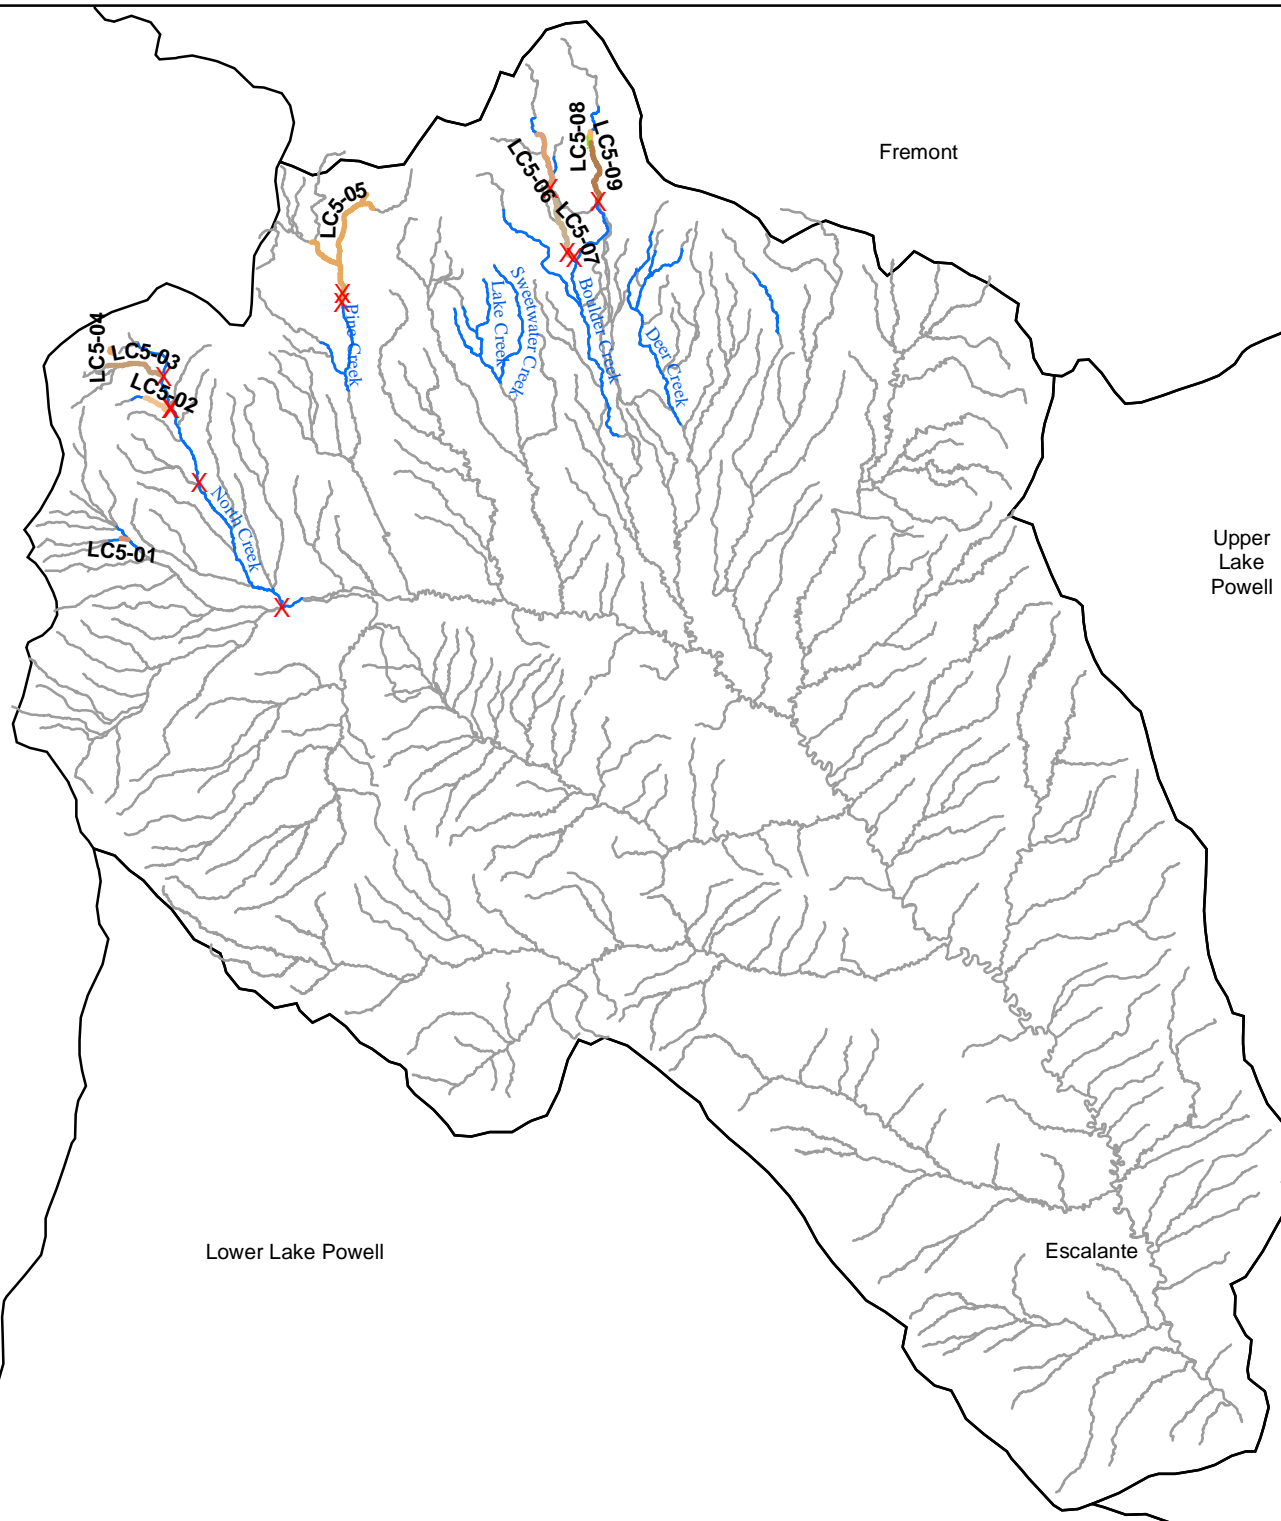 LC5-08
LC5-09
Fremont
LC5-06
LC5-05
LC5-07
Sweetwater Creek
Lake Creek
Boulder Creek
Pine Creek
Deer Creek
LC5-04
LC5-03
LC5-02
North Creek
LC5-01
Upper
Lake
Powell
Lower Lake Powell
Escalante